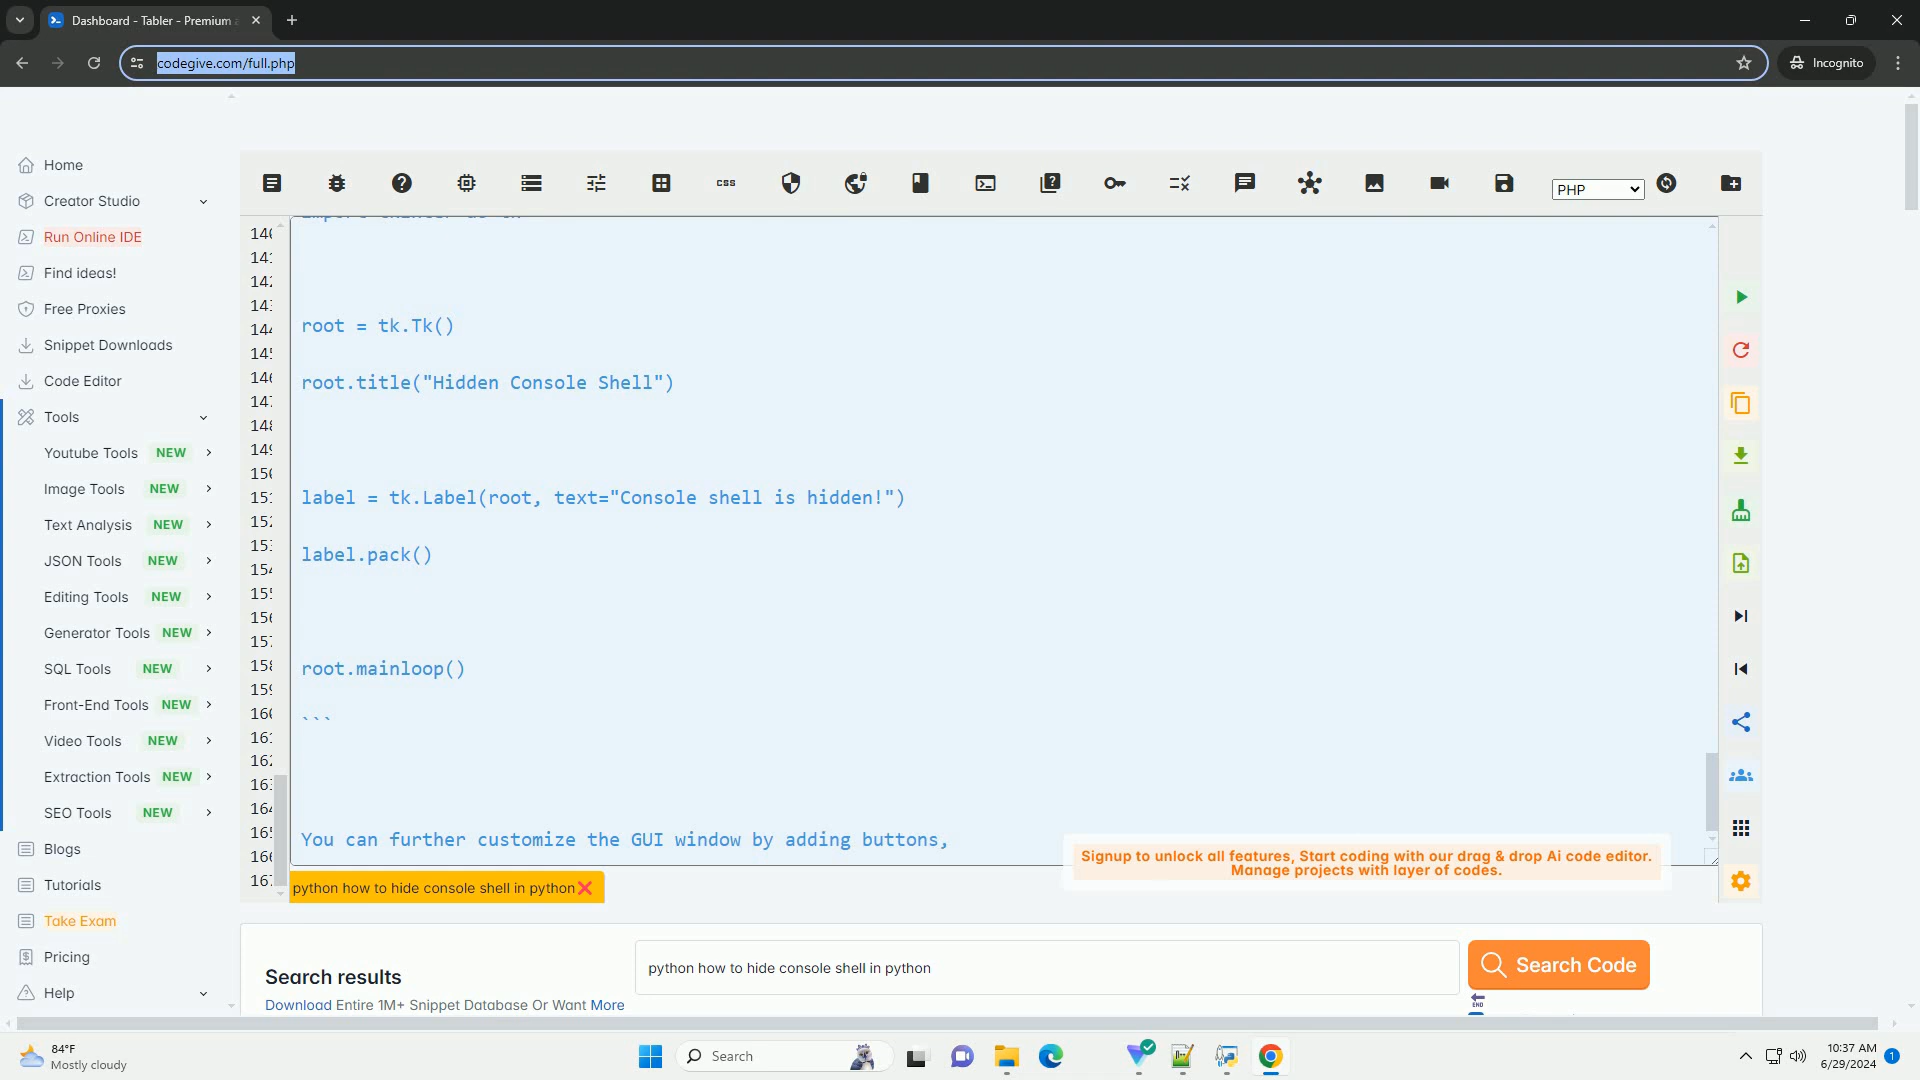 Dashboard - Tabler - Premium
codegive.com/full.php
Incognito
Home
Creator Studio
Run Online IDE
Find ideas!
Free Proxies
Snippet Downloads
Code Editor
Tools
Youtube Tools NEW
Image Tools NEW
Text Analysis NEW
JSON Tools NEW
Editing Tools NEW
Generator Tools NEW
SQL Tools NEW
Front-End Tools NEW
Video Tools NEW
Extraction Tools NEW
SEO Tools NEW
Blogs
Tutorials
Take Exam
Pricing
Help
css
PHP
root = tk.Tk()
root.title("Hidden Console Shell")
label = tk.Label(root, text="Console shell is hidden!")
label.pack()
root.mainloop()
```
You can further customize the GUI window by adding buttons,
Signup to unlock all features, Start coding with our drag & drop Ai code editor.
Manage projects with layer of codes.
python how to hide console shell in python
Search results
Download Entire 1M+ Snippet Database Or Want More
python how to hide console shell in python
Search Code
END
84°F
Mostly cloudy
Search
10:37 AM
6/29/2024
1